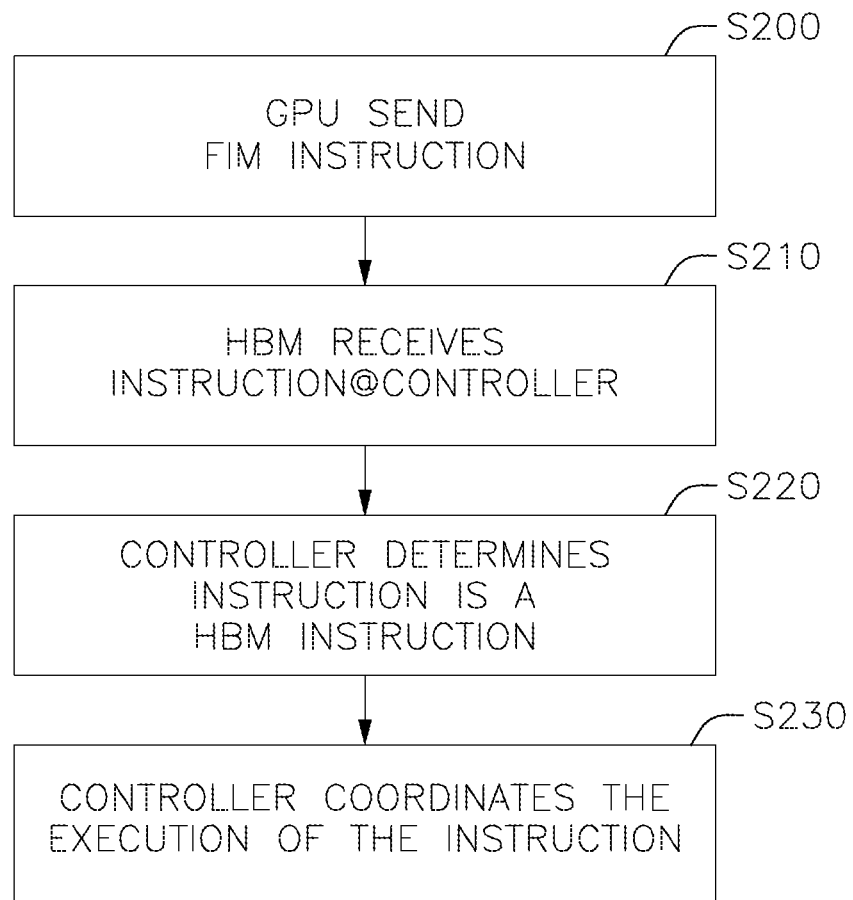 S200
GPU SEND
FIM INSTRUCTION
S210
HBM RECEIVES
INSTRUCTION@CONTROLLER
S220
CONTROLLER DETERMINES
INSTRUCTION IS A
HBM INSTRUCTION
S230
CONTROLLER COORDINATES THE
EXECUTION OF THE INSTRUCTION